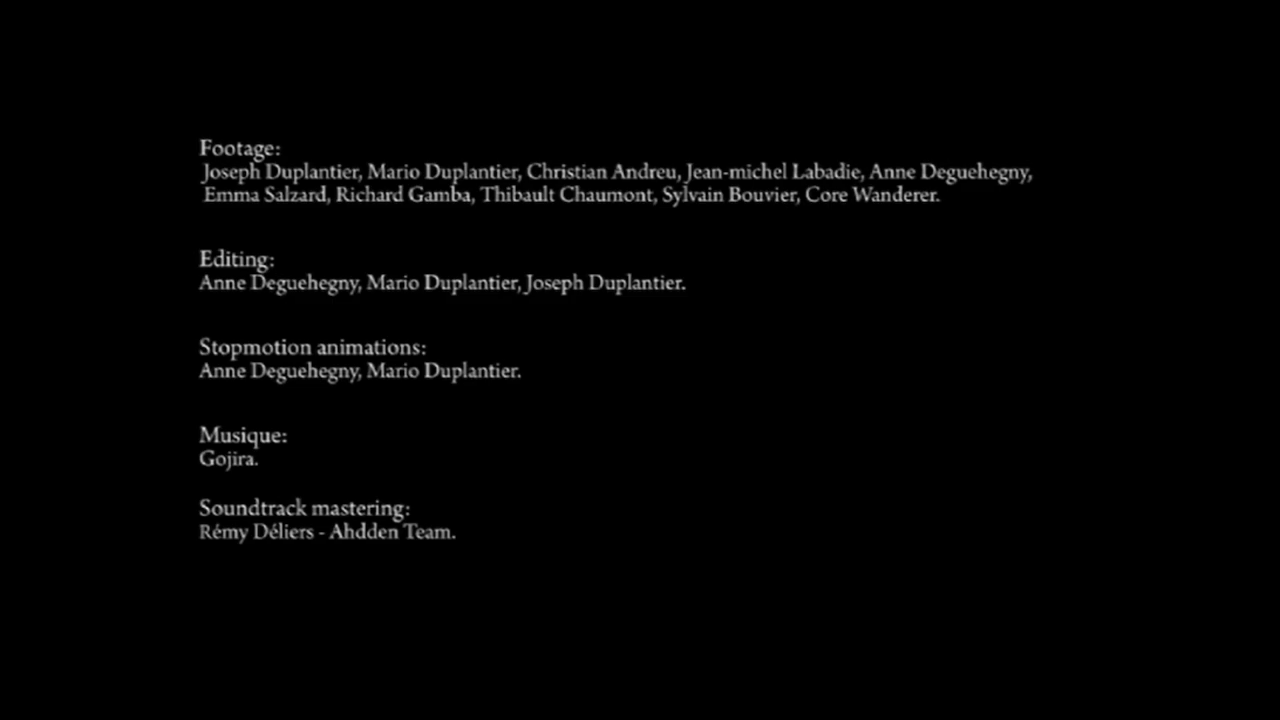 Footage:
Joseph Duplantier, Mario Duplantier, Christian Andreu, Jean-michel Labadie, Anne Deguehegny,
Emma Salzard, Richard Gamba, Thibault Chaumont, Sylvain Bouvier, Core Wanderer.
Editing:
Anne Deguehegny, Mario Duplantier, Joseph Duplantier.
Stopmotion animations:
Anne Deguehegny, Mario Duplantier.
Musique:
Gojira.
Soundtrack mastering:
Rémy Déliers - Ahdden Team.